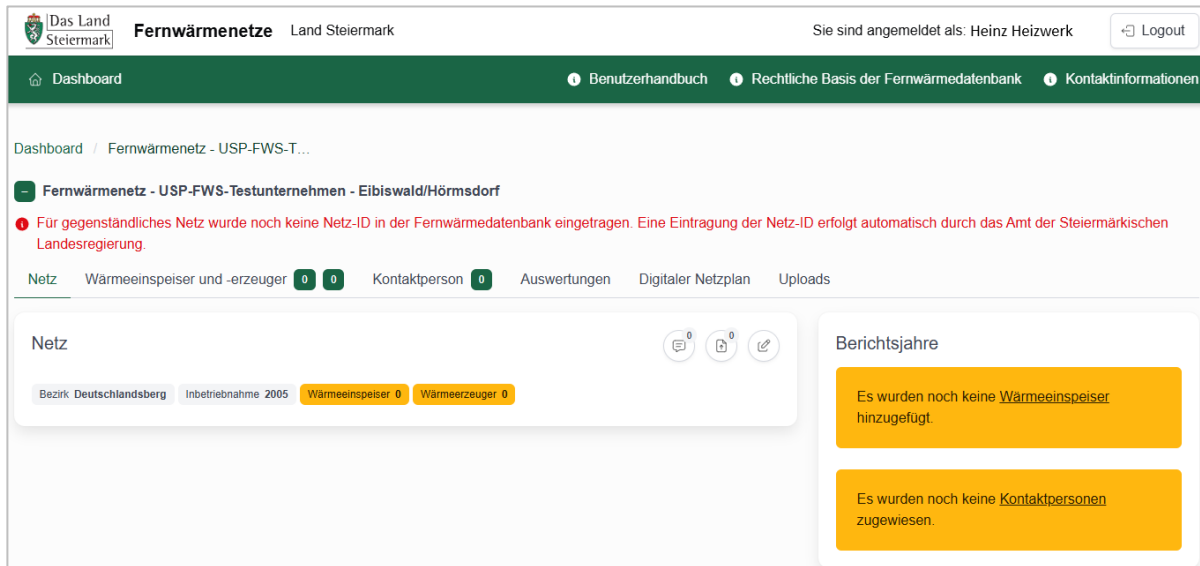 Das Land
Steiermark
Fernwärmenetze Land Steiermark
Sie sind angemeldet als: Heinz Heizwerk
Logout
Dashboard
Benutzerhandbuch
Rechtliche Basis der Fernwärmedatenbank
Kontaktinformationen
Dashboard / Fernwärmenetz - USP-FWS-T...
Fernwärmenetz - USP-FWS-Testunternehmen - Eibiswald/Hörmsdorf
Für gegenständliches Netz wurde noch keine Netz-ID in der Fernwärmedatenbank eingetragen. Eine Eintragung der Netz-ID erfolgt automatisch durch das Amt der Steiermärkischen
Landesregierung.
Netz
Wärmeeinspeiser und -erzeuger 0 0
Kontaktperson 0
Auswertungen
Digitaler Netzplan
Uploads
Netz
0
0
Bezirk Deutschlandsberg
Inbetriebnahme 2005
Wärmeeinspeiser 0
Wärmeerzeuger 0
Berichtsjahre
Es wurden noch keine Wärmeeinspeiser
hinzugefügt.
Es wurden noch keine Kontaktpersonen
zugewiesen.